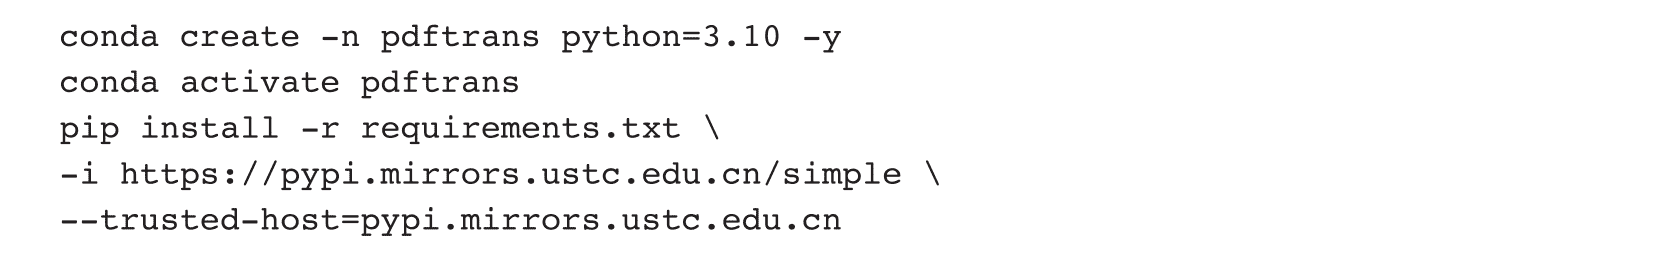 conda create -n pdftrans python=3.10 -y
conda activate pdftrans
pip install -r requirements.txt \
-i https://pypi.mirrors.ustc.edu.cn/simple \
--trusted-host=pypi.mirrors.ustc.edu.cn